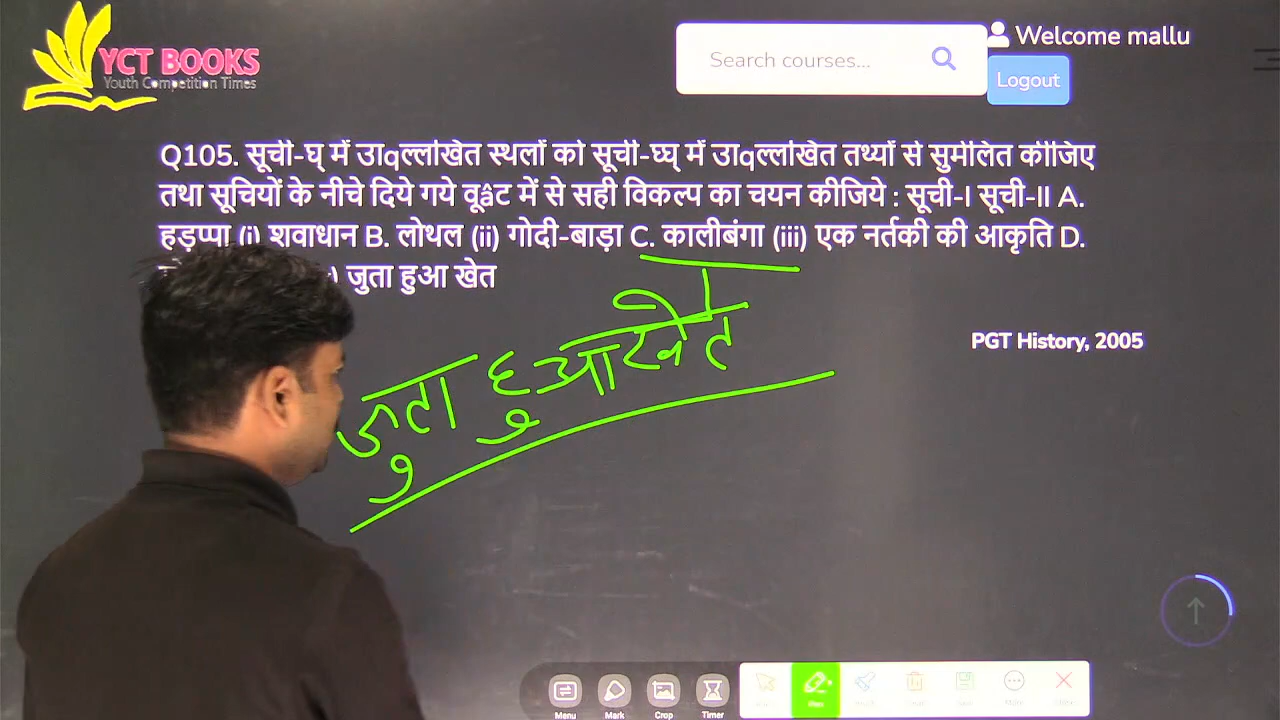 YCT BOOKS
Youth Competition Times
Search courses...
Welcome mallu
Logout
Q105. सूची-घ् में उाqल्लखित स्थलों को सूची-घ्घ् में उाqल्लखित तथ्यों से सुमेलित कीजिए
तथा सूचियों के नीचे दिये गये वूâट में से सही विकल्प का चयन कीजिये : सूची-I सूची-II A.
हड़प्पा (i) शवाधान B. लोथल (ii) गोदी-बाड़ा C. कालीबंगा (iii) एक नर्तकी की आकृति D.
जुता हुआ खेत
PGT History, 2005
जुता हुआ खेत
Menu
Mark
Crop
Timer